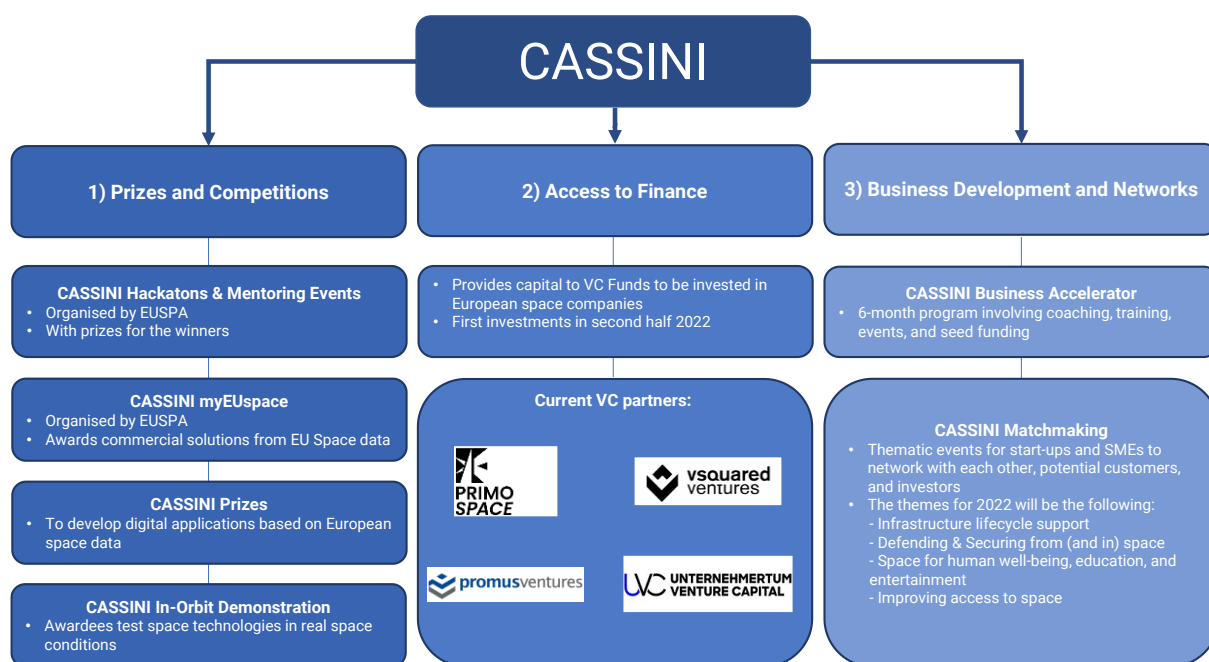 CASSINI
1) Prizes and Competitions
CASSINI Hackatons & Mentoring Events
• Organised by EUSPA
• With prizes for the winners
CASSINI myEUspace
• Organised by EUSPA
• Awards commercial solutions from EU Space data
CASSINI Prizes
• To develop digital applications based on European
space data
CASSINI In-Orbit Demonstration
• Awardees test space technologies in real space
conditions
2) Access to Finance
• Provides capital to VC Funds to be invested in
European space companies
• First investments in second half 2022
Current VC partners:
PRIMO
SPACE
vsquared
ventures
promusventures
UVC UNTERNEHMERTUM
VENTURE CAPITAL
3) Business Development and Networks
CASSINI Business Accelerator
• 6-month program involving coaching, training,
events, and seed funding
CASSINI Matchmaking
• Thematic events for start-ups and SMEs to
network with each other, potential customers,
and investors
• The themes for 2022 will be the following:
- Infrastructure lifecycle support
- Defending & Securing from (and in) space
- Space for human well-being, education, and
entertainment
- Improving access to space